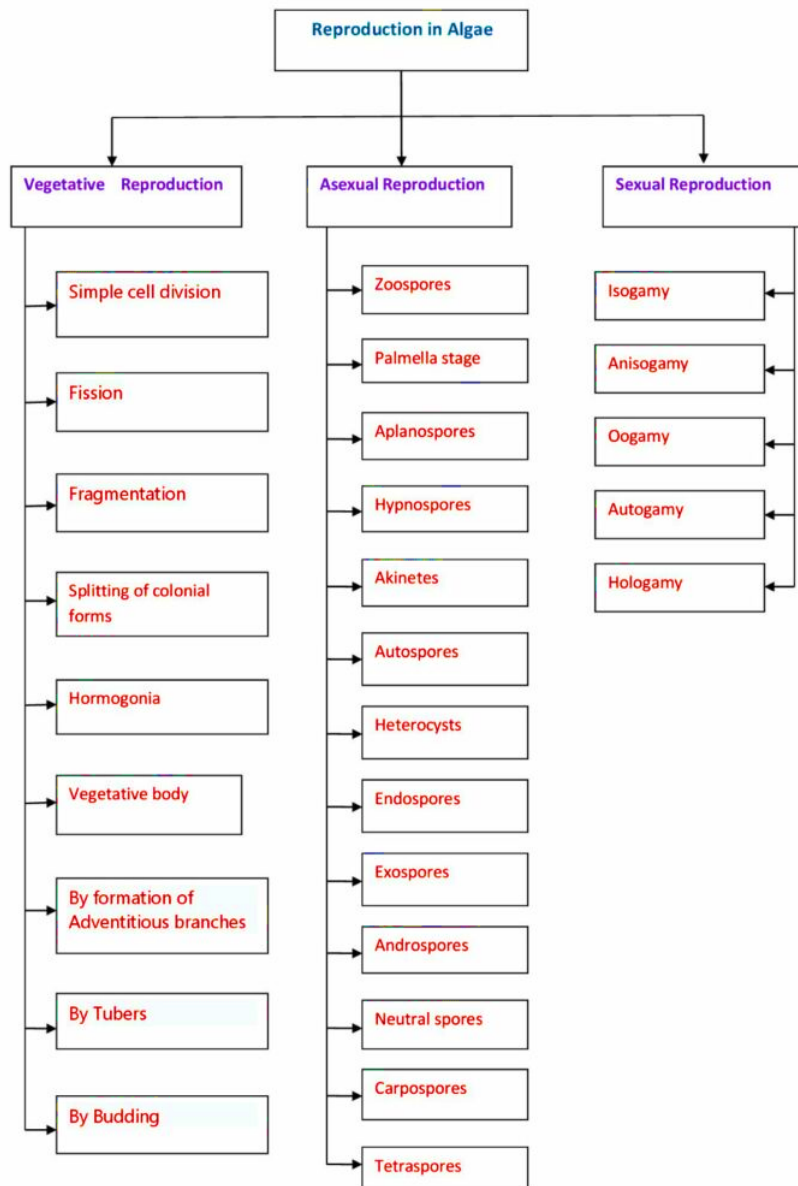 Reproduction in Algae
Vegetative Reproduction
Simple cell division
Fission
Fragmentation
Splitting of colonial
forms
Hormogonia
Vegetative body
By formation of
Adventitious branches
By Tubers
By Budding
Asexual Reproduction
Zoospores
Palmella stage
Aplanospores
Hypnospores
Akinetes
Autospores
Heterocysts
Endospores
Exospores
Androspores
Neutral spores
Carpospores
Tetraspores
Sexual Reproduction
Isogamy
Anisogamy
Oogamy
Autogamy
Hologamy